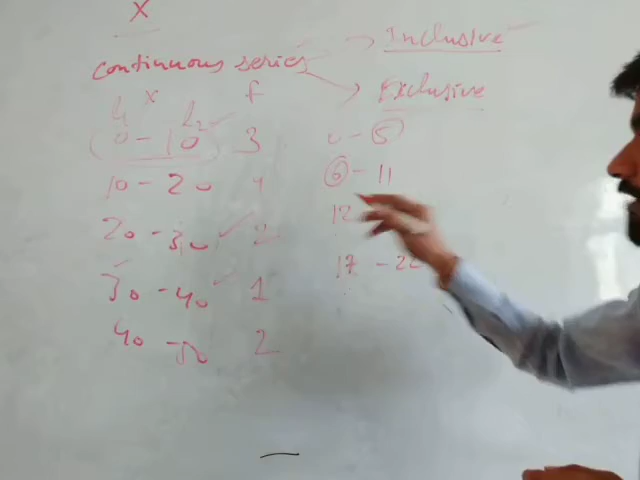 X
Inclusive
continuous series
Exclusive
x f
L1 L2
0-10 3
10-20 4
20-30 2
30-40 1
40-50 2
0-5
6-11
12
17-22